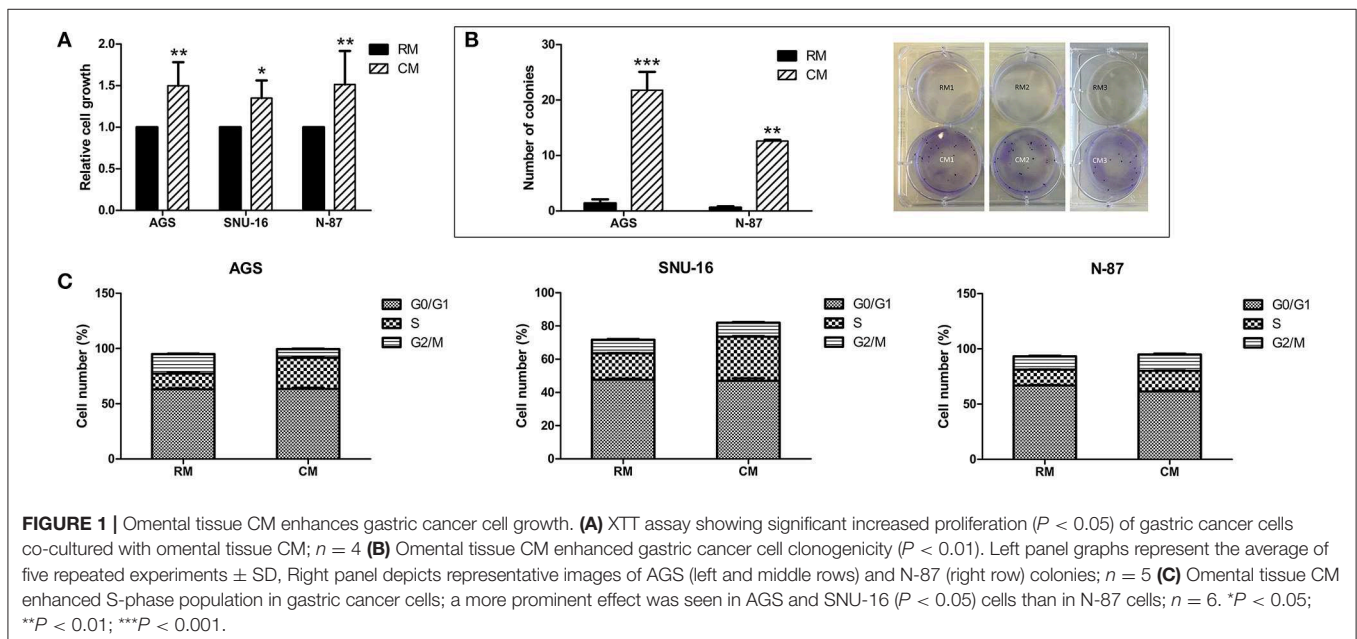 A
Relative cell growth
2.0
1.5
1.0
0.5
0.0
** * **
AGS SNU-16 N-87
RM
CM
B
Number of colonies
30
20
10
0
***
**
AGS N-87
RM
CM
RM1 RM2 RM3
CM1 CM2 CM3
C
AGS
Cell number (%)
150
100
50
0
RM CM
G0/G1
S
G2/M
SNU-16
Cell number (%)
100
80
60
40
20
0
RM CM
G0/G1
S
G2/M
N-87
Cell number (%)
150
100
50
0
RM CM
G0/G1
S
G2/M
FIGURE 1 | Omental tissue CM enhances gastric cancer cell growth. (A) XTT assay showing significant increased proliferation (P < 0.05) of gastric cancer cells
co-cultured with omental tissue CM; n = 4 (B) Omental tissue CM enhanced gastric cancer cell clonogenicity (P < 0.01). Left panel graphs represent the average of
five repeated experiments ± SD, Right panel depicts representative images of AGS (left and middle rows) and N-87 (right row) colonies; n = 5 (C) Omental tissue CM
enhanced S-phase population in gastric cancer cells; a more prominent effect was seen in AGS and SNU-16 (P < 0.05) cells than in N-87 cells; n = 6. *P < 0.05;
**P < 0.01; ***P < 0.001.